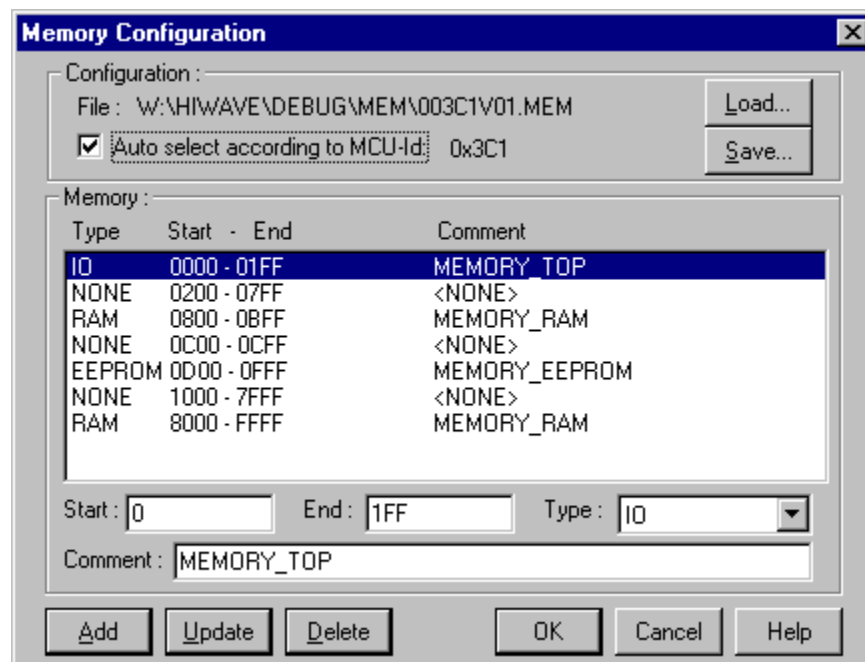 Memory Configuration
Configuration :
File : W:\HIWAVE\DEBUG\MEM\003C1V01.MEM
Load...
Auto select according to MCU-Id: 0x3C1
Save...
Memory :
Type Start - End Comment
IO 0000 - 01FF MEMORY_TOP
NONE 0200 - 07FF <NONE>
RAM 0800 - 0BFF MEMORY_RAM
NONE 0C00 - 0CFF <NONE>
EEPROM 0D00 - 0FFF MEMORY_EEPROM
NONE 1000 - 7FFF <NONE>
RAM 8000 - FFFF MEMORY_RAM
Start : 0 End : 1FF Type : IO
Comment : MEMORY_TOP
Add Update Delete OK Cancel Help